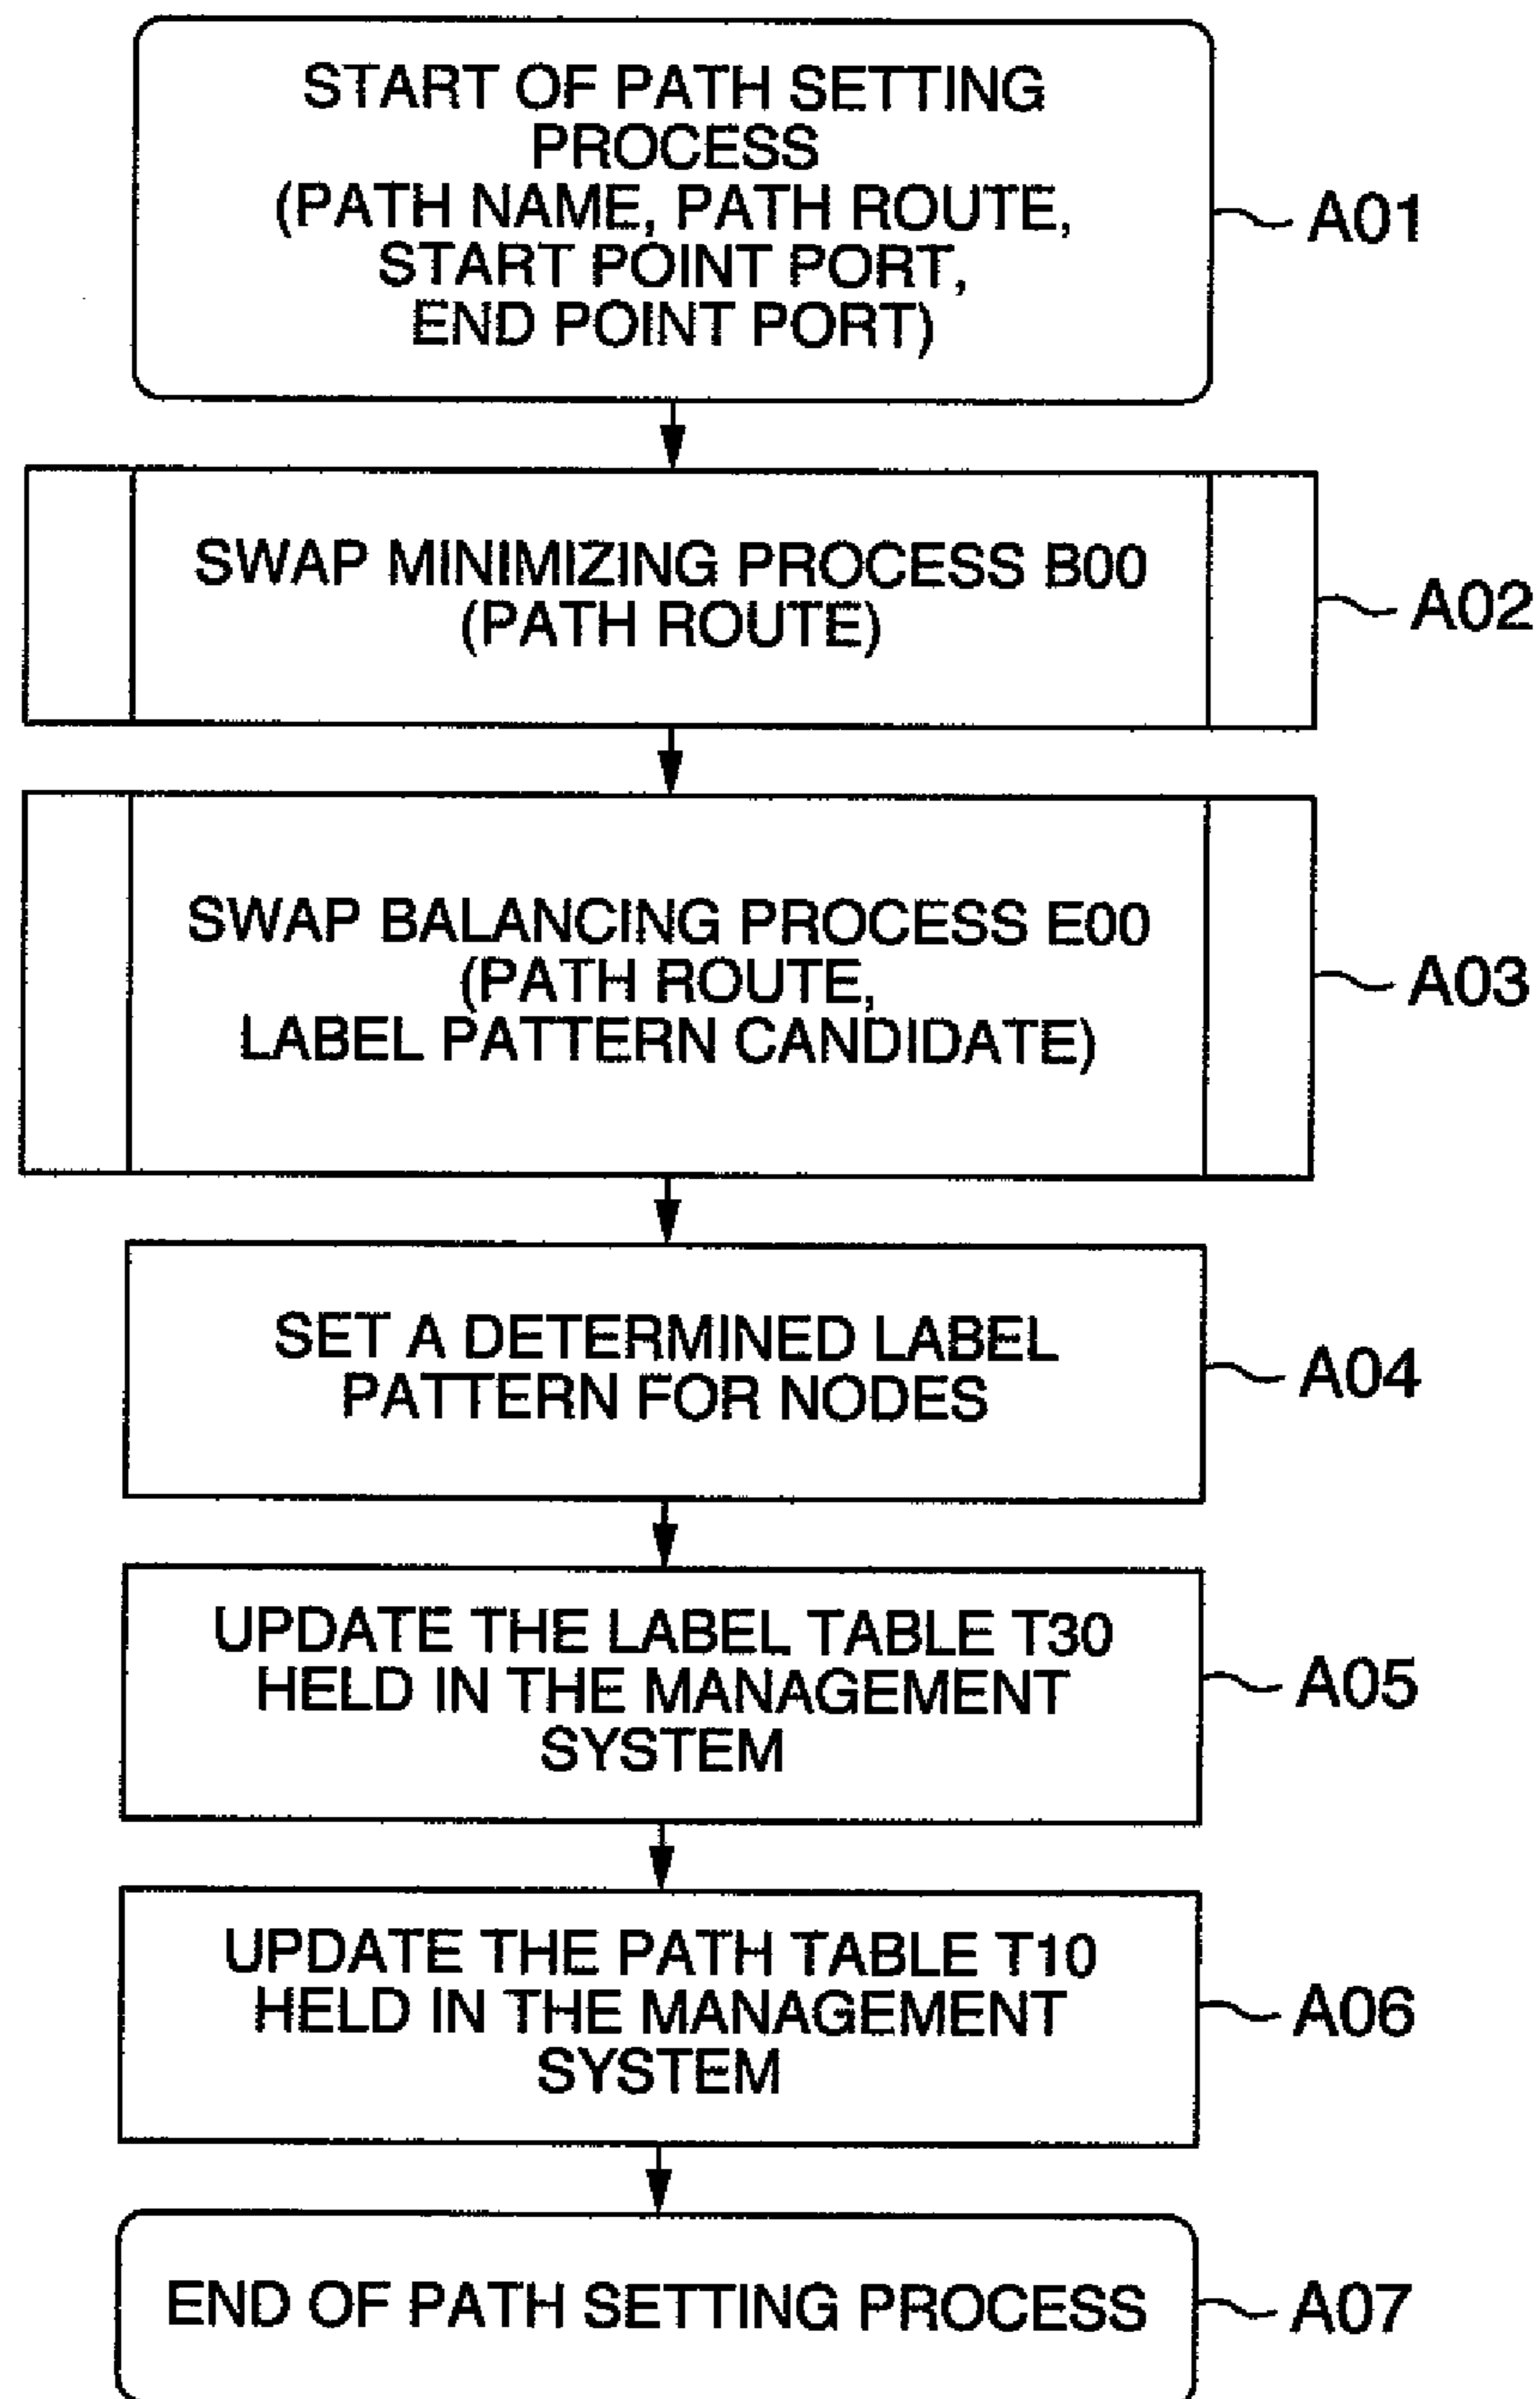 START OF PATH SETTING
PROCESS
(PATH NAME, PATH ROUTE,
START POINT PORT,
END POINT PORT)
A01
SWAP MINIMIZING PROCESS B00
(PATH ROUTE)
A02
SWAP BALANCING PROCESS E00
(PATH ROUTE,
LABEL PATTERN CANDIDATE)
A03
SET A DETERMINED LABEL
PATTERN FOR NODES
A04
UPDATE THE LABEL TABLE T30
HELD IN THE MANAGEMENT
SYSTEM
A05
UPDATE THE PATH TABLE T10
HELD IN THE MANAGEMENT
SYSTEM
A06
END OF PATH SETTING PROCESS
A07